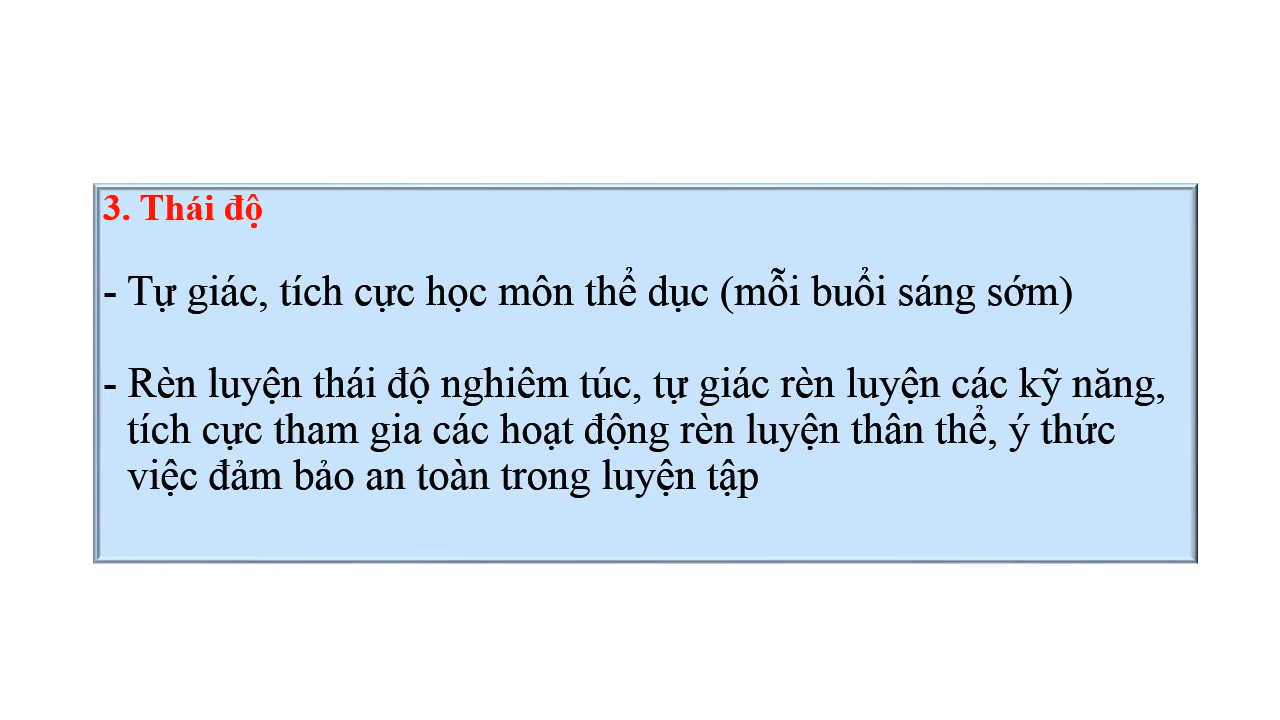 3. Thái độ
- Tự giác, tích cực học môn thể dục (mỗi buổi sáng sớm)
- Rèn luyện thái độ nghiêm túc, tự giác rèn luyện các kỹ năng,
tích cực tham gia các hoạt động rèn luyện thân thể, ý thức
việc đảm bảo an toàn trong luyện tập